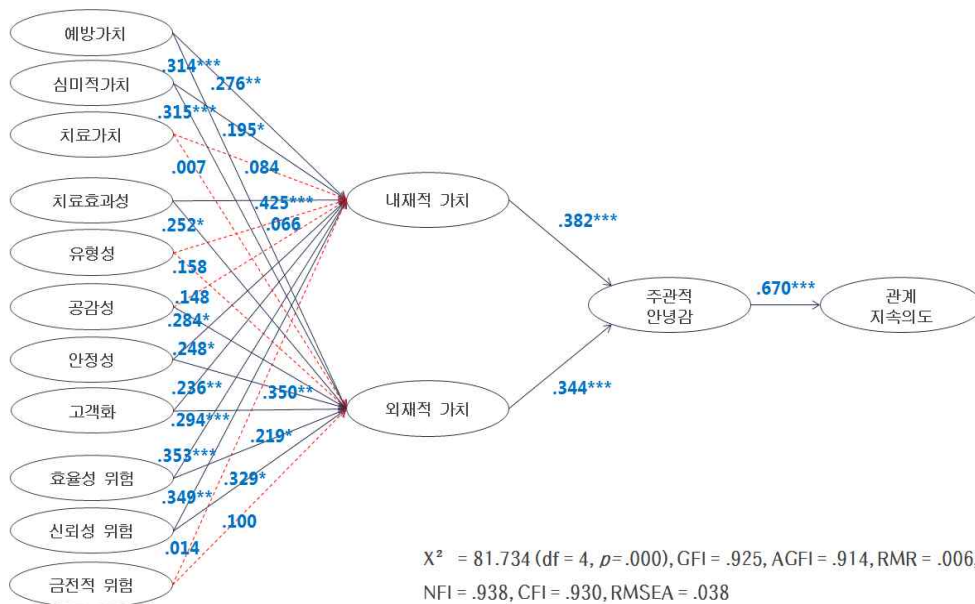 예방가치
.314***
.276**
심미적가치
.315***
.195*
치료가치
.007
.084
치료효과성
.425***
내재적 가치
.252*
.066
.382***
유형성
.158
공감성
.148
주관적
안녕감
.670***
관계
지속의도
.284*
안정성
.248*
.236**
.350**
.344***
고객화
.294***
외재적 가치
.219*
.353***
효율성 위험
.329*
.349**
신뢰성 위험
.100
.014
금전적 위험
X² = 81.734 (df = 4, p=.000), GFI = .925, AGFI = .914, RMR = .006,
NFI = .938, CFI = .930, RMSEA = .038